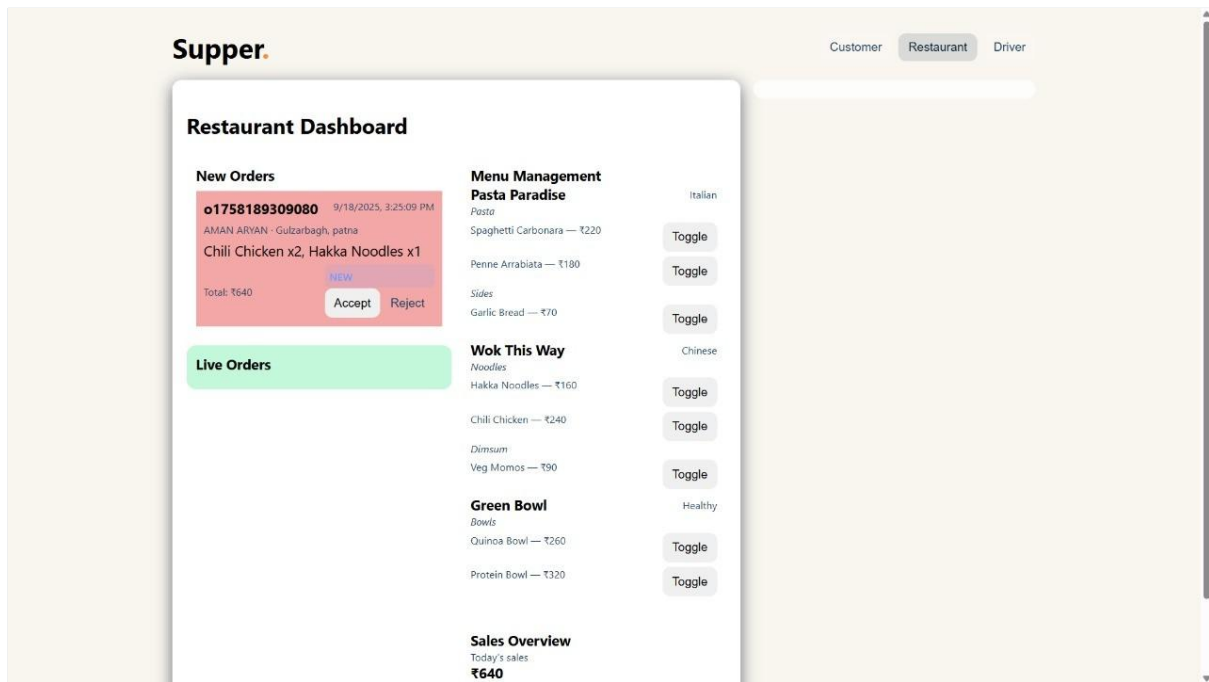 Supper.
Customer Restaurant Driver
Restaurant Dashboard
New Orders
o1758189309080 9/18/2025, 3:25:09 PM
AMAN ARYAN · Gulzarbagh, patna
Chili Chicken x2, Hakka Noodles x1
NEW
Total: ₹640
Accept Reject
Live Orders
Menu Management
Pasta Paradise Italian
Pasta
Spaghetti Carbonara — ₹220 Toggle
Penne Arrabiata — ₹180 Toggle
Sides
Garlic Bread — ₹70 Toggle
Wok This Way Chinese
Noodles
Hakka Noodles — ₹160 Toggle
Chili Chicken — ₹240 Toggle
Dimsum
Veg Momos — ₹90 Toggle
Green Bowl Healthy
Bowls
Quinoa Bowl — ₹260 Toggle
Protein Bowl — ₹320 Toggle
Sales Overview
Today's sales
₹640